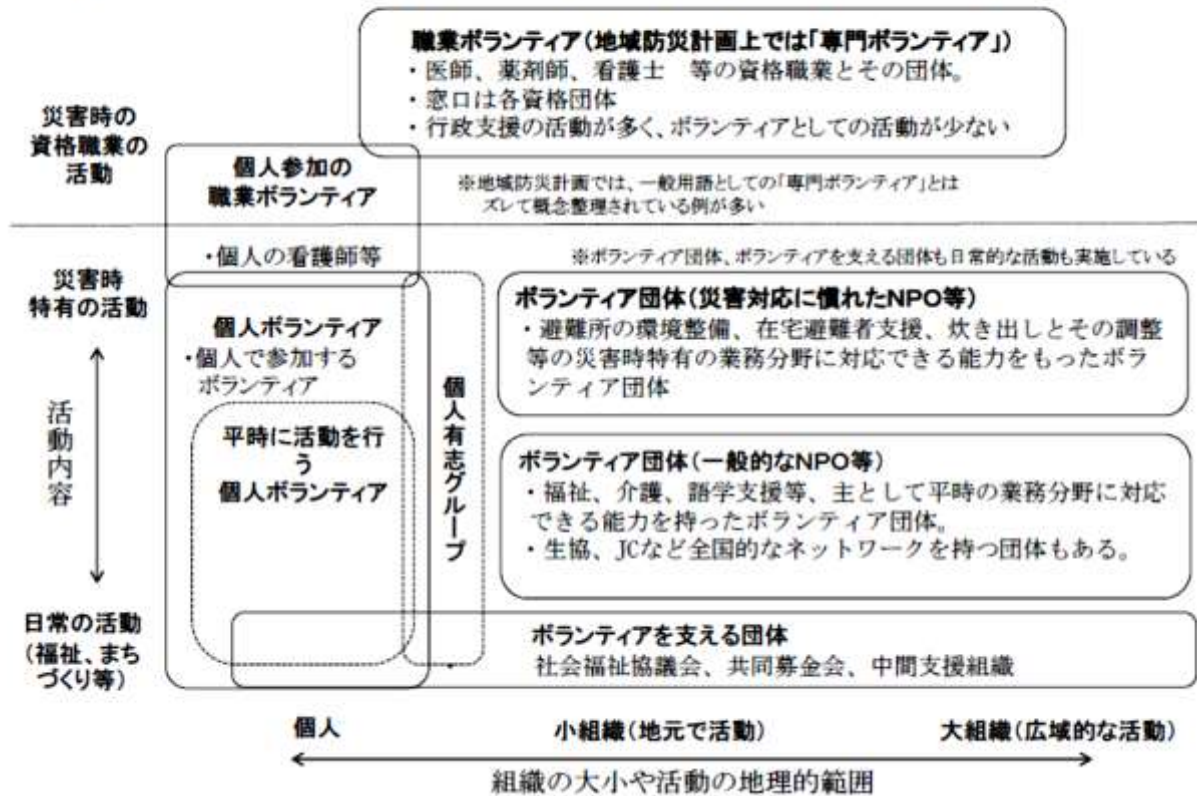 職業ボランティア(地域防災計画上では「専門ボランティア」)
・医師、薬剤師、看護士　等の資格職業とその団体。
・窓口は各資格団体
・行政支援の活動が多く、ボランティアとしての活動が少ない
災害時の
資格職業の
活動
個人参加の
職業ボランティア
※地域防災計画では、一般用語としての「専門ボランティア」とは
ズレて概念整理されている例が多い
・個人の看護師等
※ボランティア団体、ボランティアを支える団体も日常的な活動も実施している
災害時
特有の活動
活動内容
日常の活動
(福祉、まち
づくり等)
個人ボランティア
・個人で参加する
ボランティア
平時に活動を行
う
個人ボランティア
個人有志グループ
ボランティア団体(災害対応に慣れたNPO等)
・避難所の環境整備、在宅避難者支援、炊き出しとその調整
等の災害時特有の業務分野に対応できる能力をもったボラ
ンティア団体
ボランティア団体(一般的なNPO等)
・福祉、介護、語学支援等、主として平時の業務分野に対応
できる能力を持ったボランティア団体。
・生協、JCなど全国的なネットワークを持つ団体もある。
ボランティアを支える団体
社会福祉協議会、共同募金会、中間支援組織
個人
小組織(地元で活動)
大組織(広域的な活動)
組織の大小や活動の地理的範囲